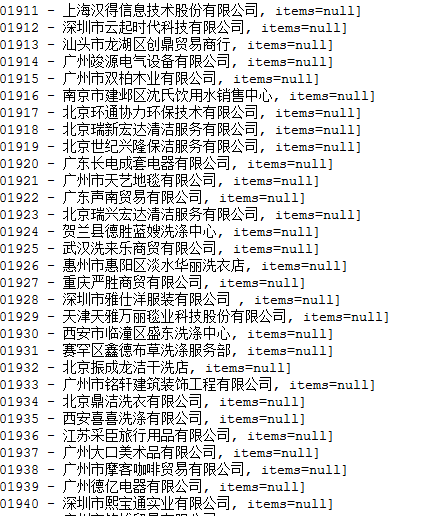 01911 - 上海汉得信息技术股份有限公司, items=null]
01912 - 深圳市云起时代科技有限公司, items=null]
01913 - 汕头市龙湖区创鼎贸易商行, items=null]
01914 - 广州竣源电气设备有限公司, items=null]
01915 - 广州市双柏木业有限公司, items=null]
01916 - 南京市建邺区沈氏饮用水销售中心, items=null]
01917 - 北京环通协力环保技术有限公司, items=null]
01918 - 北京瑞新宏达清洁服务有限公司, items=null]
01919 - 北京世纪兴隆保洁服务有限公司, items=null]
01920 - 广东长电成套电器有限公司, items=null]
01921 - 广州市天艺地毯有限公司, items=null]
01922 - 广东声南贸易有限公司, items=null]
01923 - 北京瑞兴宏达清洁服务有限公司, items=null]
01924 - 贺兰县德胜蓝嫂洗涤中心, items=null]
01925 - 武汉洗来乐商贸有限公司, items=null]
01926 - 惠州市惠阳区淡水华丽洗衣店, items=null]
01927 - 重庆严胜商贸有限公司, items=null]
01928 - 深圳市雅仕洋服装有限公司 , items=null]
01929 - 天津天雅万丽毯业科技股份有限公司, items=null]
01930 - 西安市临潼区盛东洗涤中心, items=null]
01931 - 赛罕区鑫德布草洗涤服务部, items=null]
01932 - 北京振成龙洁干洗店, items=null]
01933 - 广州市铭轩建筑装饰工程有限公司, items=null]
01934 - 北京鼎洁洗衣有限公司, items=null]
01935 - 西安喜喜洗涤有限公司, items=null]
01936 - 江苏采臣旅行用品有限公司, items=null]
01937 - 广州大口美术品有限公司, items=null]
01938 - 广州市摩客咖啡贸易有限公司, items=null]
01939 - 广州德亿电器有限公司, items=null]
01940 - 深圳市熙宝通实业有限公司, items=null]